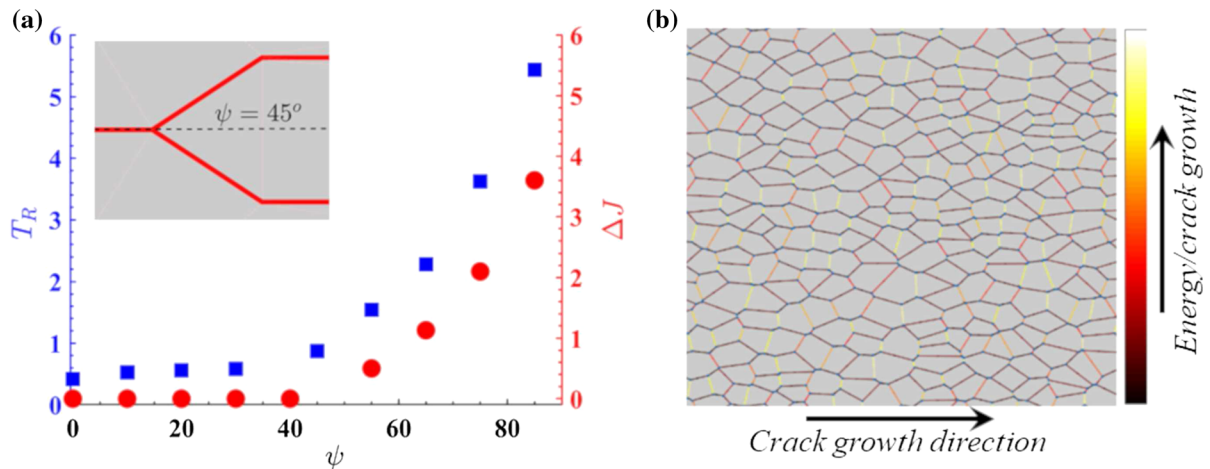 (a)
6
5
4
3
2
1
0
T_R
ψ = 45°
0
20
40
60
80
ψ
6
5
4
3
2
1
0
ΔJ
(b)
Energy/crack growth
Crack growth direction